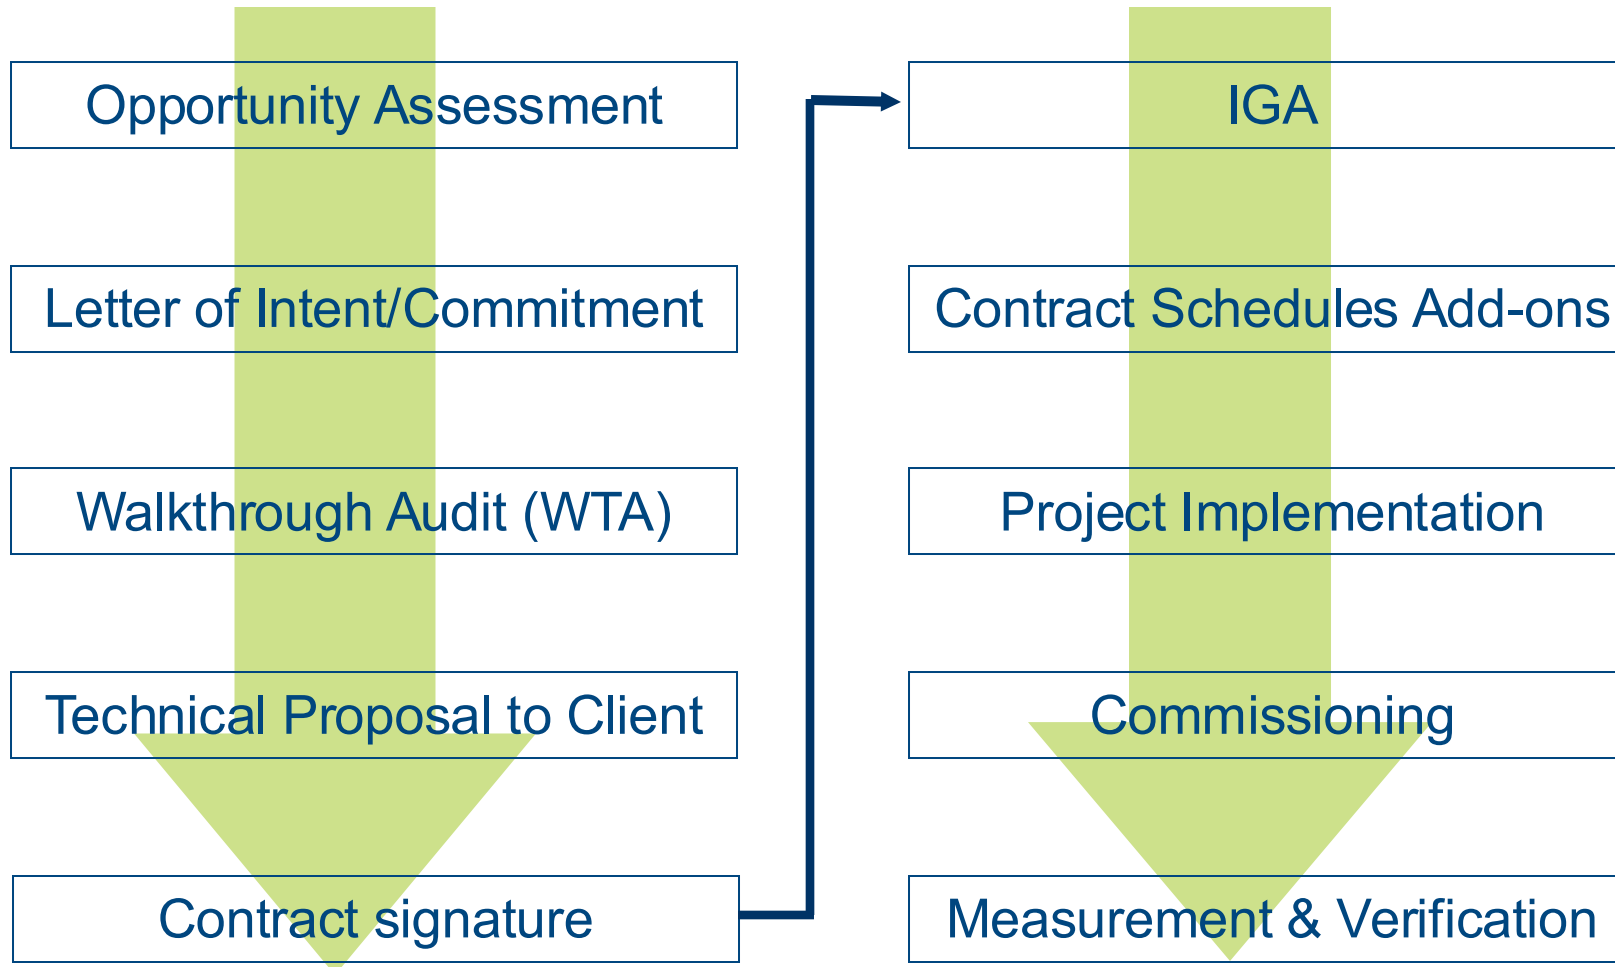 Opportunity Assessment
Letter of Intent/Commitment
Walkthrough Audit (WTA)
Technical Proposal to Client
Contract signature
IGA
Contract Schedules Add-ons
Project Implementation
Commissioning
Measurement & Verification